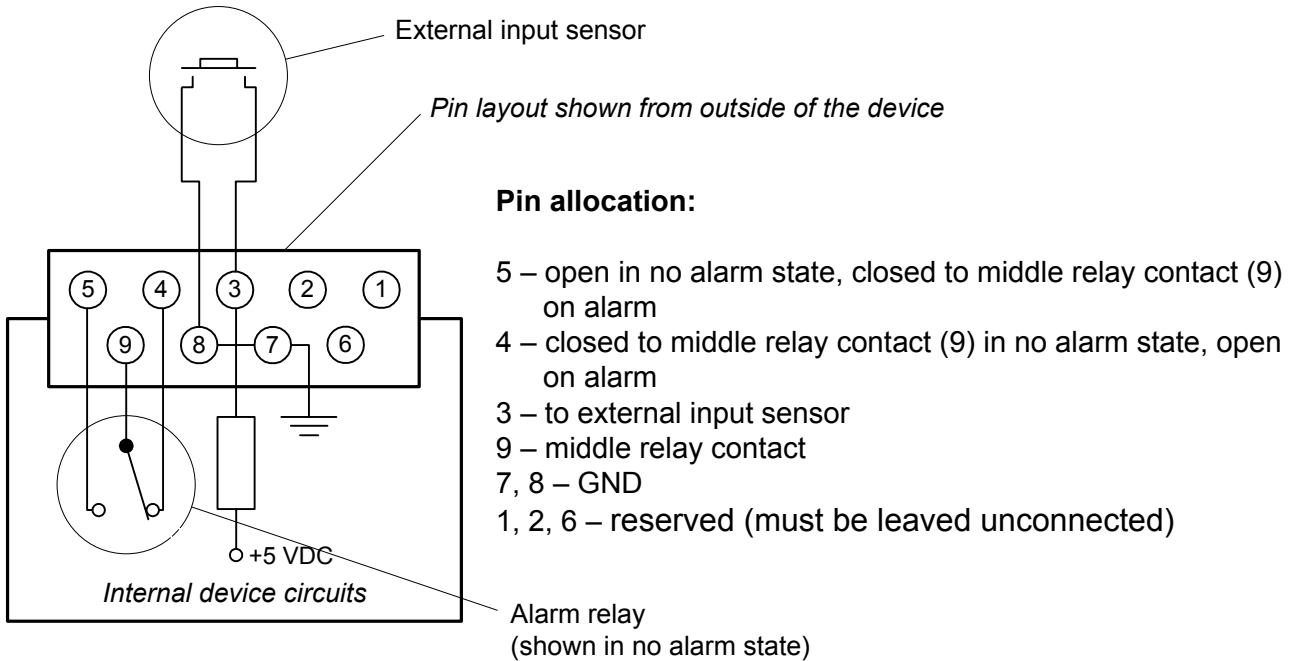 External input sensor
Pin layout shown from outside of the device
Pin allocation:
5 – open in no alarm state, closed to middle relay contact (9)
on alarm
4 – closed to middle relay contact (9) in no alarm state, open
on alarm
3 – to external input sensor
9 – middle relay contact
7, 8 – GND
1, 2, 6 – reserved (must be leaved unconnected)
5 4 3 2 1
9 8 7 6
+5 VDC
Internal device circuits
Alarm relay
(shown in no alarm state)